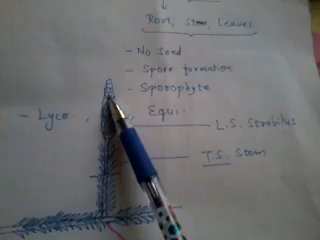 Root, Stem, Leaves
- No Seed
- Spore formation
- Sporophyte
- Lyco, Equi.
L.S. Strobilus
T.S. Stem